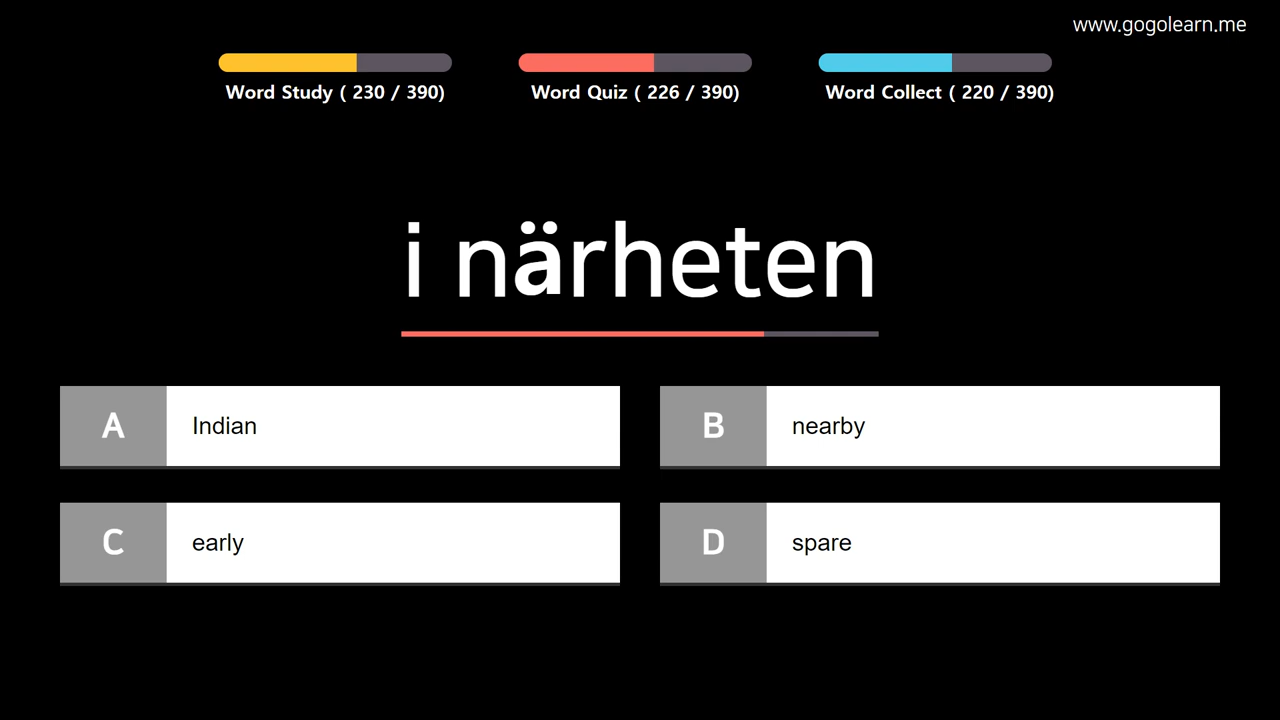 www.gogolearn.me
Word Study ( 230 / 390)
Word Quiz ( 226 / 390)
Word Collect ( 220 / 390)
i närheten
A Indian
B nearby
C early
D spare